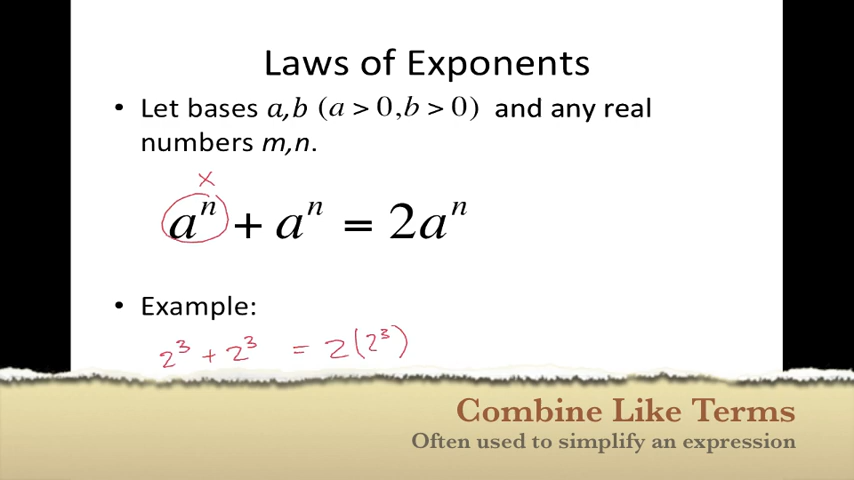 Laws of Exponents
• Let bases a,b (a > 0,b > 0) and any real
numbers m,n.
x
aⁿ + aⁿ = 2aⁿ
• Example:
2³ + 2³ = 2(2³)
Combine Like Terms
Often used to simplify an expression